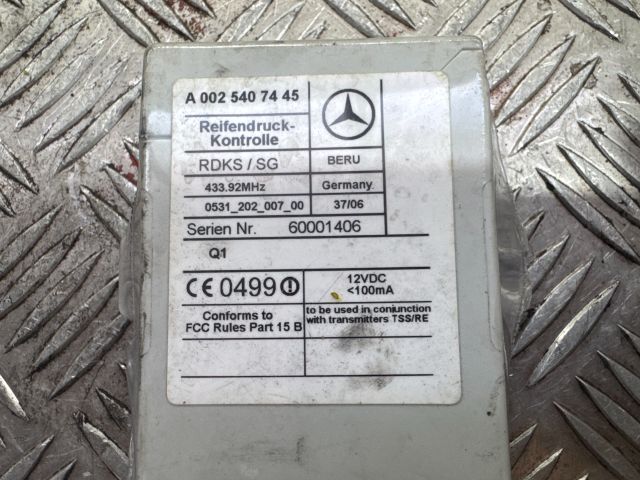 A 002 540 74 45
Reifendruck-
Kontrolle
RDKS / SG
BERU
433.92MHz
Germany
0531_202_007_00
37/06
Serien Nr. 60001406
Q1
CE 0499
12VDC
<100mA
Conforms to
FCC Rules Part 15 B
to be used in conjunction
with transmitters TSS/RE